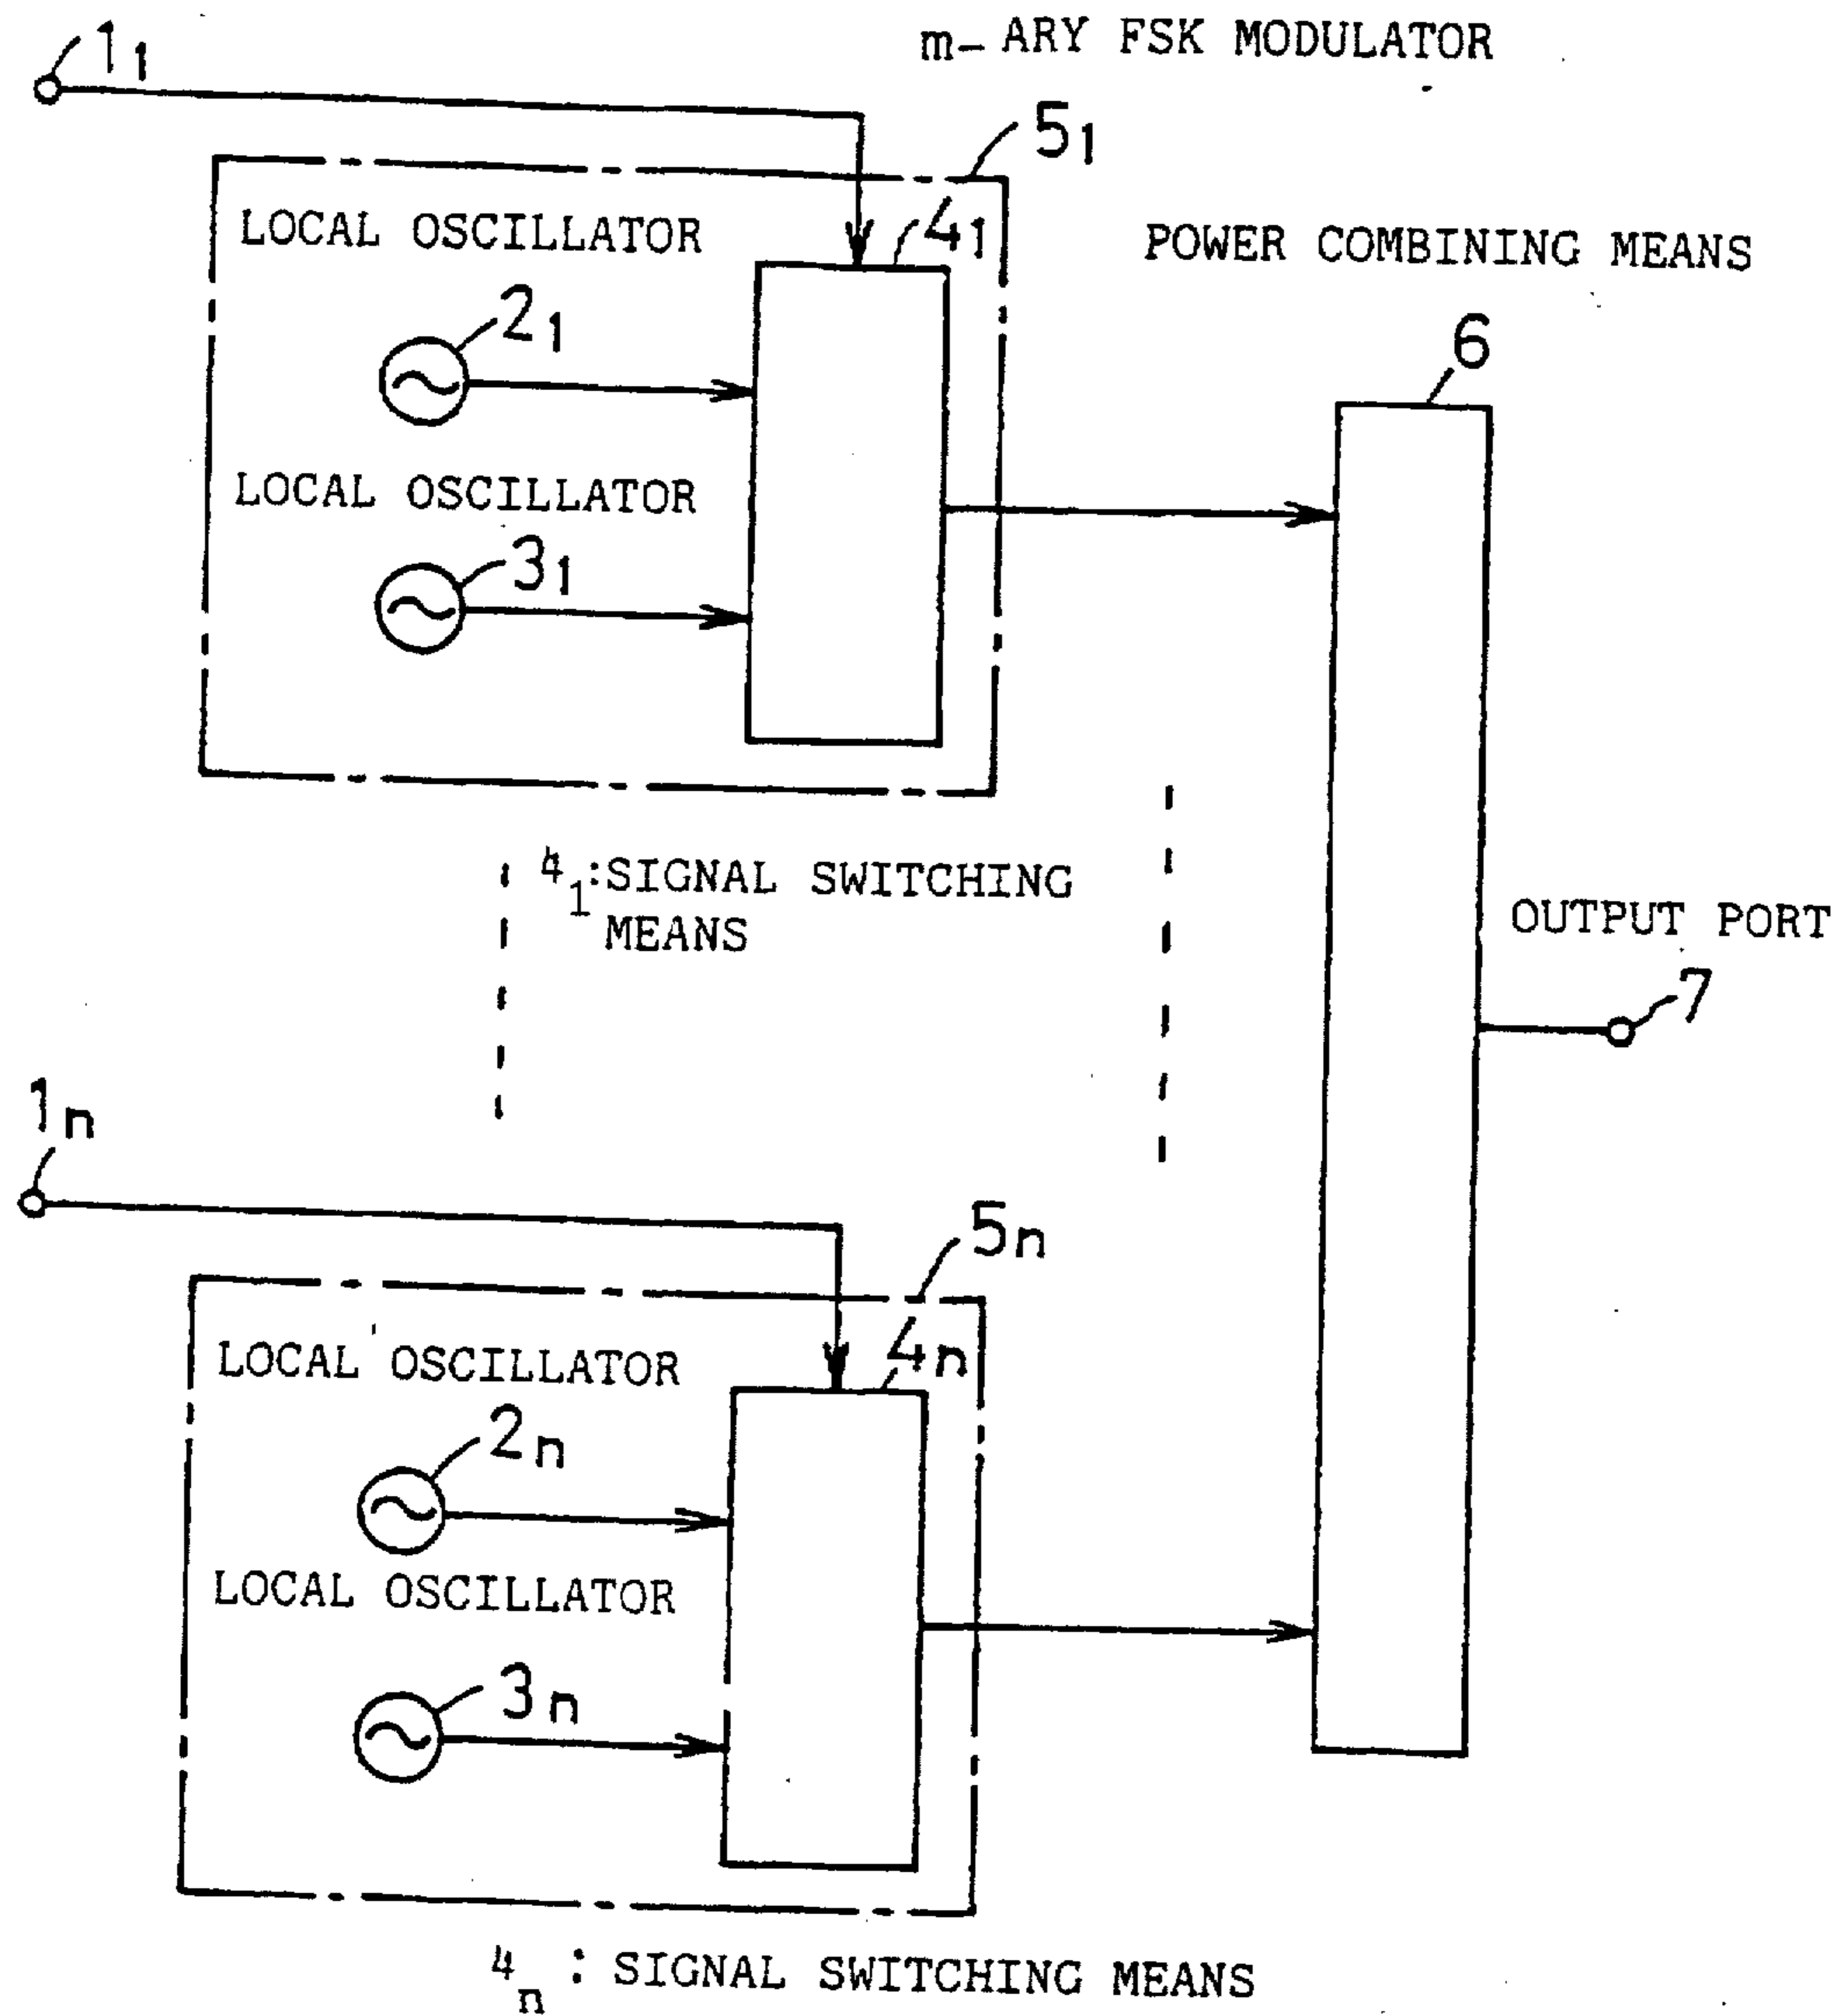 1₁
m- ARY FSK MODULATOR
5₁
LOCAL OSCILLATOR
4₁
POWER COMBINING MEANS
2₁
6
LOCAL OSCILLATOR
3₁
4₁:SIGNAL SWITCHING
MEANS
OUTPUT PORT
7
1n
5n
LOCAL OSCILLATOR
4n
2n
LOCAL OSCILLATOR
3n
4n : SIGNAL SWITCHING MEANS